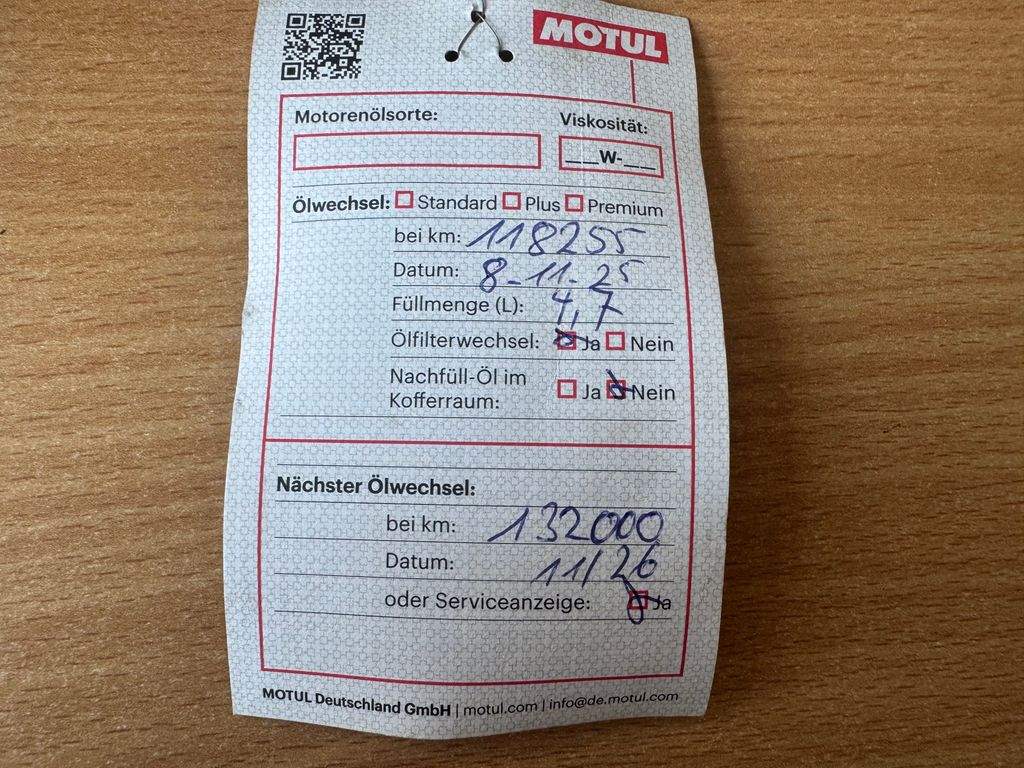 MOTUL
Motorenölsorte:
Viskosität:
__W-__
Ölwechsel: Standard Plus Premium
bei km: 118255
Datum: 8-11-25
Füllmenge (L): 4,7
Ölfilterwechsel: Ja Nein
Nachfüll-Öl im
Kofferraum: Ja Nein
Nächster Ölwechsel:
bei km: 132000
Datum: 11/26
oder Serviceanzeige: Ja
MOTUL Deutschland GmbH | motul.com | info@de.motul.com